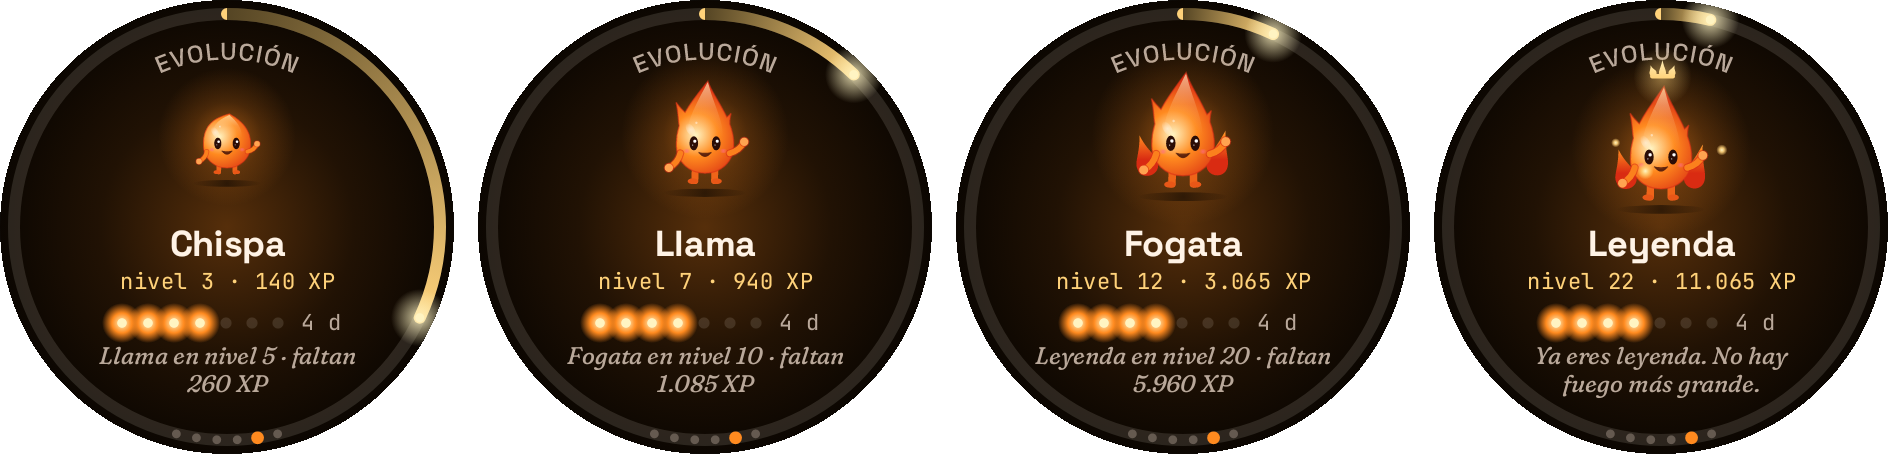 EVOLUCIÓN
Chispa
nivel 3 · 140 XP
4 d
Llama en nivel 5 · faltan
260 XP
EVOLUCIÓN
Llama
nivel 7 · 940 XP
4 d
Fogata en nivel 10 · faltan
1.085 XP
EVOLUCIÓN
Fogata
nivel 12 · 3.065 XP
4 d
Leyenda en nivel 20 · faltan
5.960 XP
EVOLUCIÓN
Leyenda
nivel 22 · 11.065 XP
4 d
Ya eres leyenda. No hay
fuego más grande.